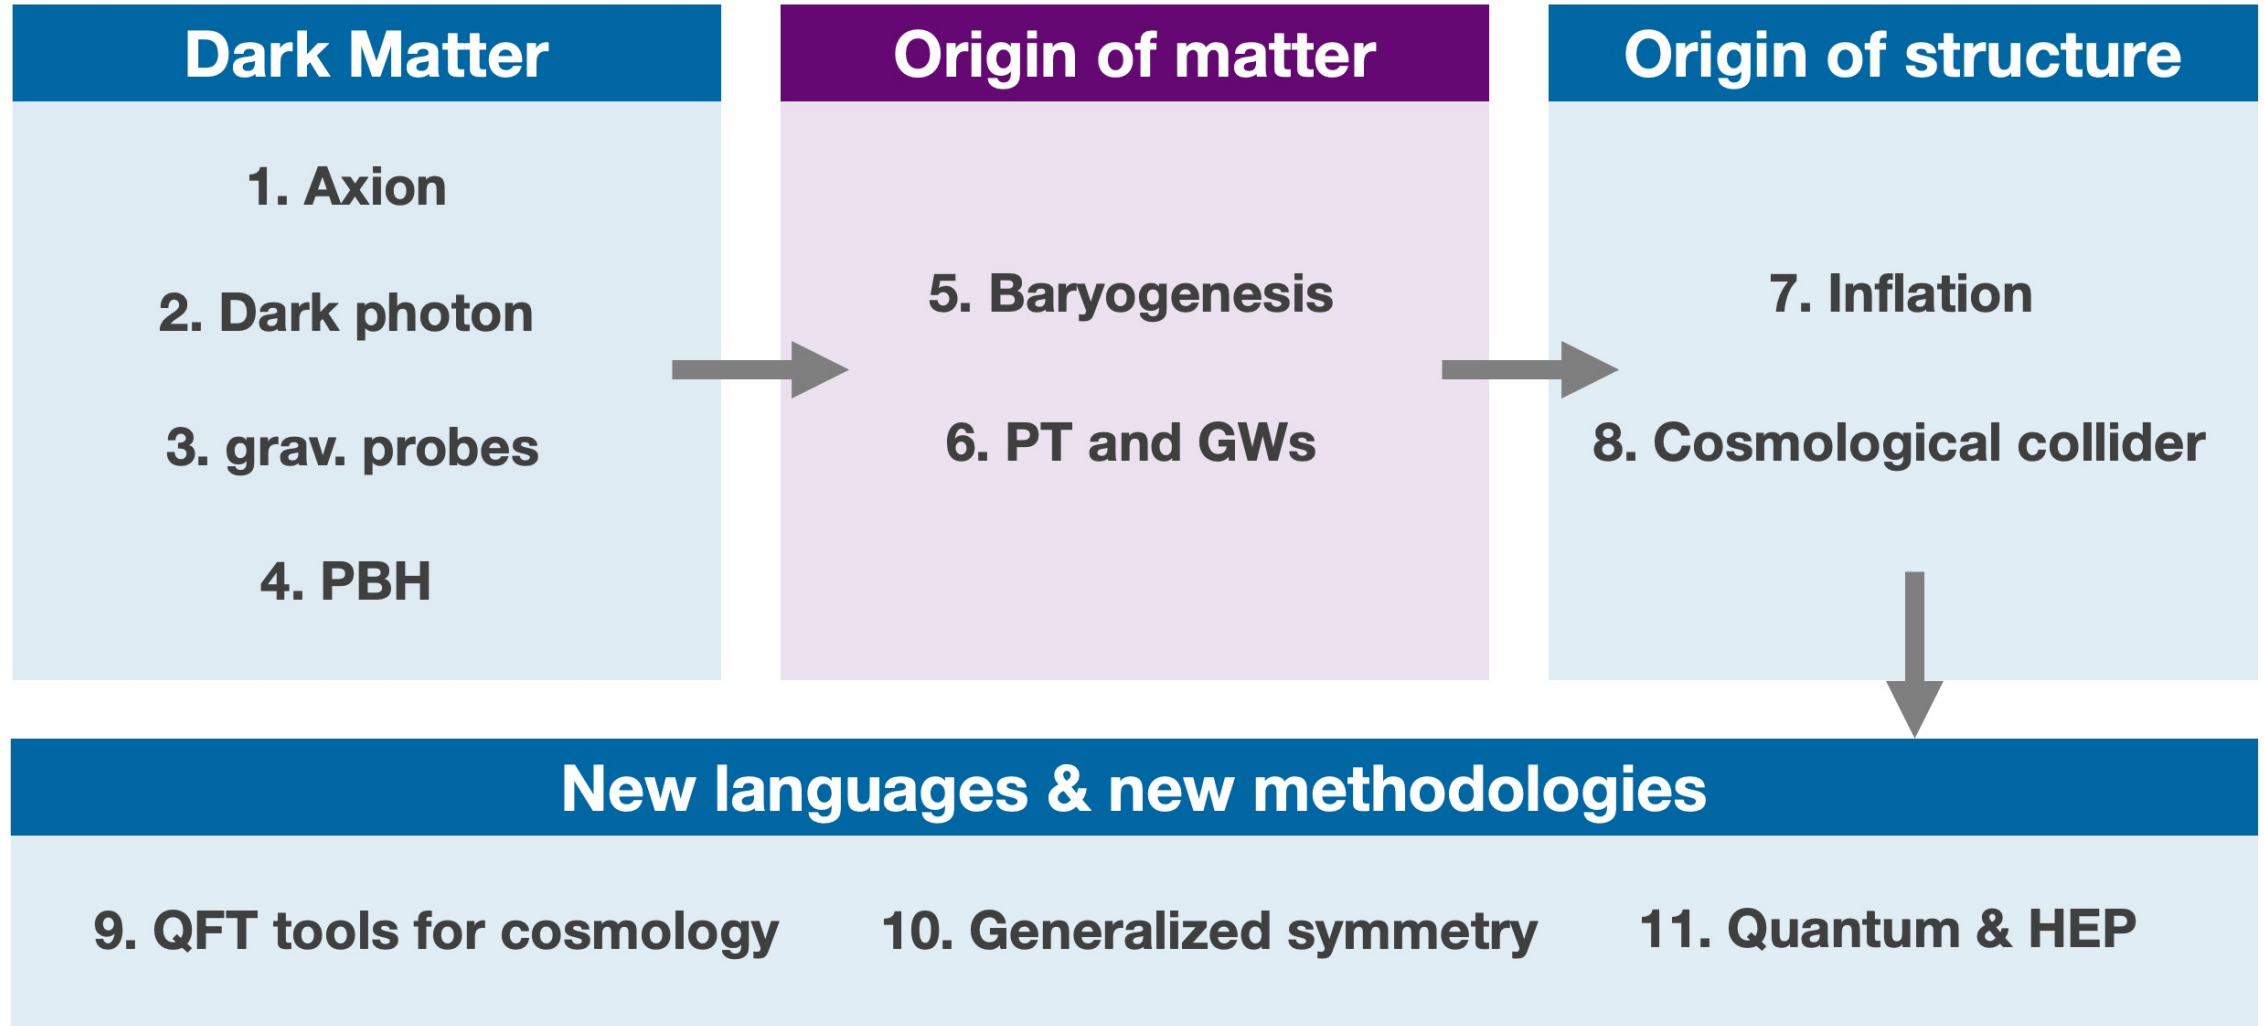 Dark Matter
1. Axion
2. Dark photon
3. grav. probes
4. PBH
Origin of matter
5. Baryogenesis
6. PT and GWs
Origin of structure
7. Inflation
8. Cosmological collider
New languages & new methodologies
9. QFT tools for cosmology
10. Generalized symmetry
11. Quantum & HEP